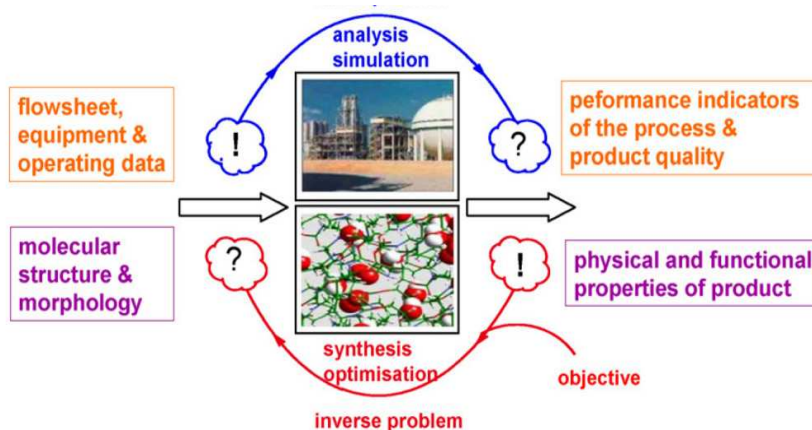 analysis
simulation
flowsheet,
equipment &
operating data
!
?
peformance indicators
of the process &
product quality
molecular
structure &
morphology
?
!
physical and functional
properties of product
synthesis
optimisation
objective
inverse problem